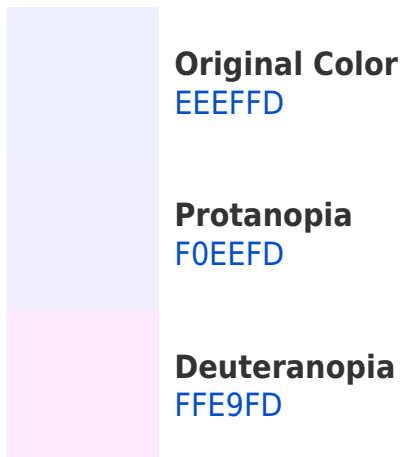 Original Color
EEEFFD
Protanopia
F0EEFD
Deuteranopia
FFE9FD